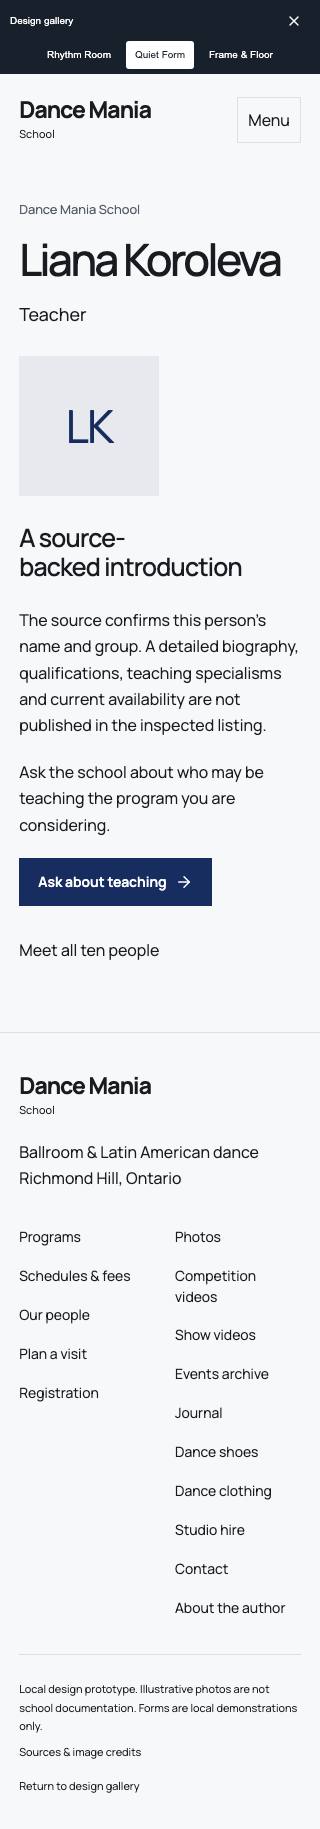 Design gallery
Rhythm Room
Quiet Form
Frame & Floor
Dance Mania
School
Menu
Dance Mania School
Liana Koroleva
Teacher
LK
A source-
backed introduction
The source confirms this person's
name and group. A detailed biography,
qualifications, teaching specialisms
and current availability are not
published in the inspected listing.
Ask the school about who may be
teaching the program you are
considering.
Ask about teaching
Meet all ten people
Dance Mania
School
Ballroom & Latin American dance
Richmond Hill, Ontario
Programs
Schedules & fees
Our people
Plan a visit
Registration
Photos
Competition
videos
Show videos
Events archive
Journal
Dance shoes
Dance clothing
Studio hire
Contact
About the author
Local design prototype. Illustrative photos are not
school documentation. Forms are local demonstrations
only.
Sources & image credits
Return to design gallery